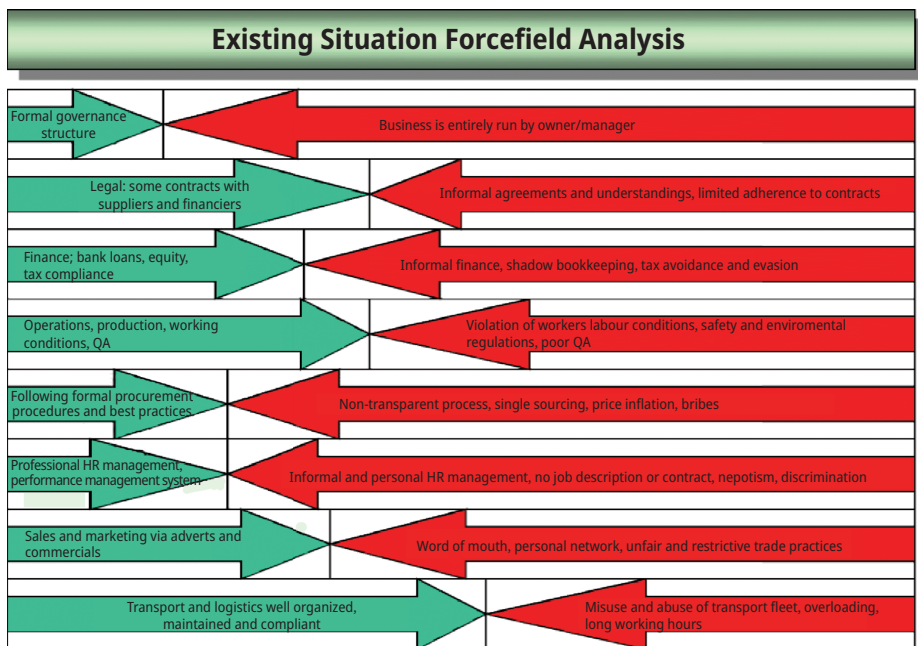 Existing Situation Forcefield Analysis
Formal governance
structure
Business is entirely run by owner/manager
Legal: some contracts with
suppliers and financiers
Informal agreements and understandings, limited adherence to contracts
Finance; bank loans, equity,
tax compliance
Informal finance, shadow bookkeeping, tax avoidance and evasion
Operations, production, working
conditions, QA
Violation of workers labour conditions, safety and enviromental
regulations, poor QA
Following formal procurement
procedures and best practices.
Non-transparent process, single sourcing, price inflation, bribes
Professional HR management,
performance management system
Informal and personal HR management, no job description or contract, nepotism, discrimination
Sales and marketing via adverts and
commercials
Word of mouth, personal network, unfair and restrictive trade practices
Transport and logistics well organized,
maintained and compliant
Misuse and abuse of transport fleet, overloading,
long working hours